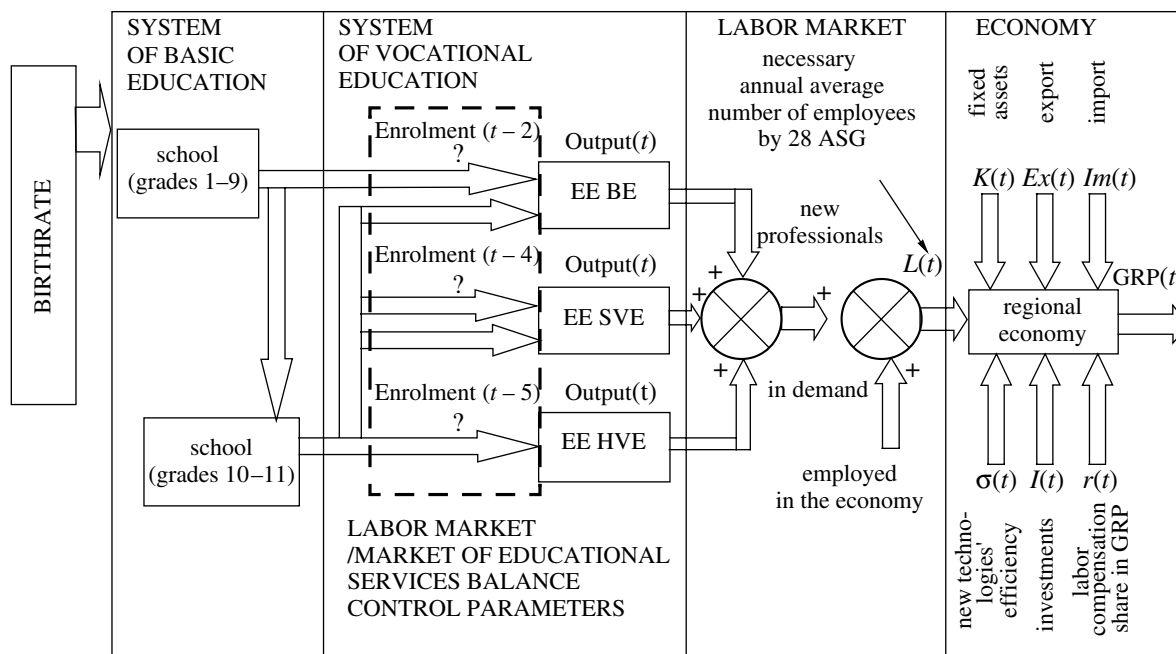 BIRTHRATE
SYSTEM
OF BASIC
EDUCATION
school
(grades 1–9)
school
(grades 10–11)
SYSTEM
OF VOCATIONAL
EDUCATION
Enrolment (t – 2)
?
Output(t)
EE BE
Enrolment (t – 4)
?
Output(t)
EE SVE
Enrolment (t – 5)
?
Output(t)
EE HVE
LABOR MARKET
/MARKET OF EDUCATIONAL
SERVICES BALANCE
CONTROL PARAMETERS
LABOR MARKET
necessary
annual average
number of employees
by 28 ASG
new
professionals
L(t)
+
+
+
+
+
in demand
employed
in the economy
ECONOMY
fixed
assets
export
import
K(t) Ex(t) Im(t)
GRP(t
regional
economy
σ(t) I(t) r(t)
new techno-
logies'
efficiency
investments
labor
compensation
share in GRP